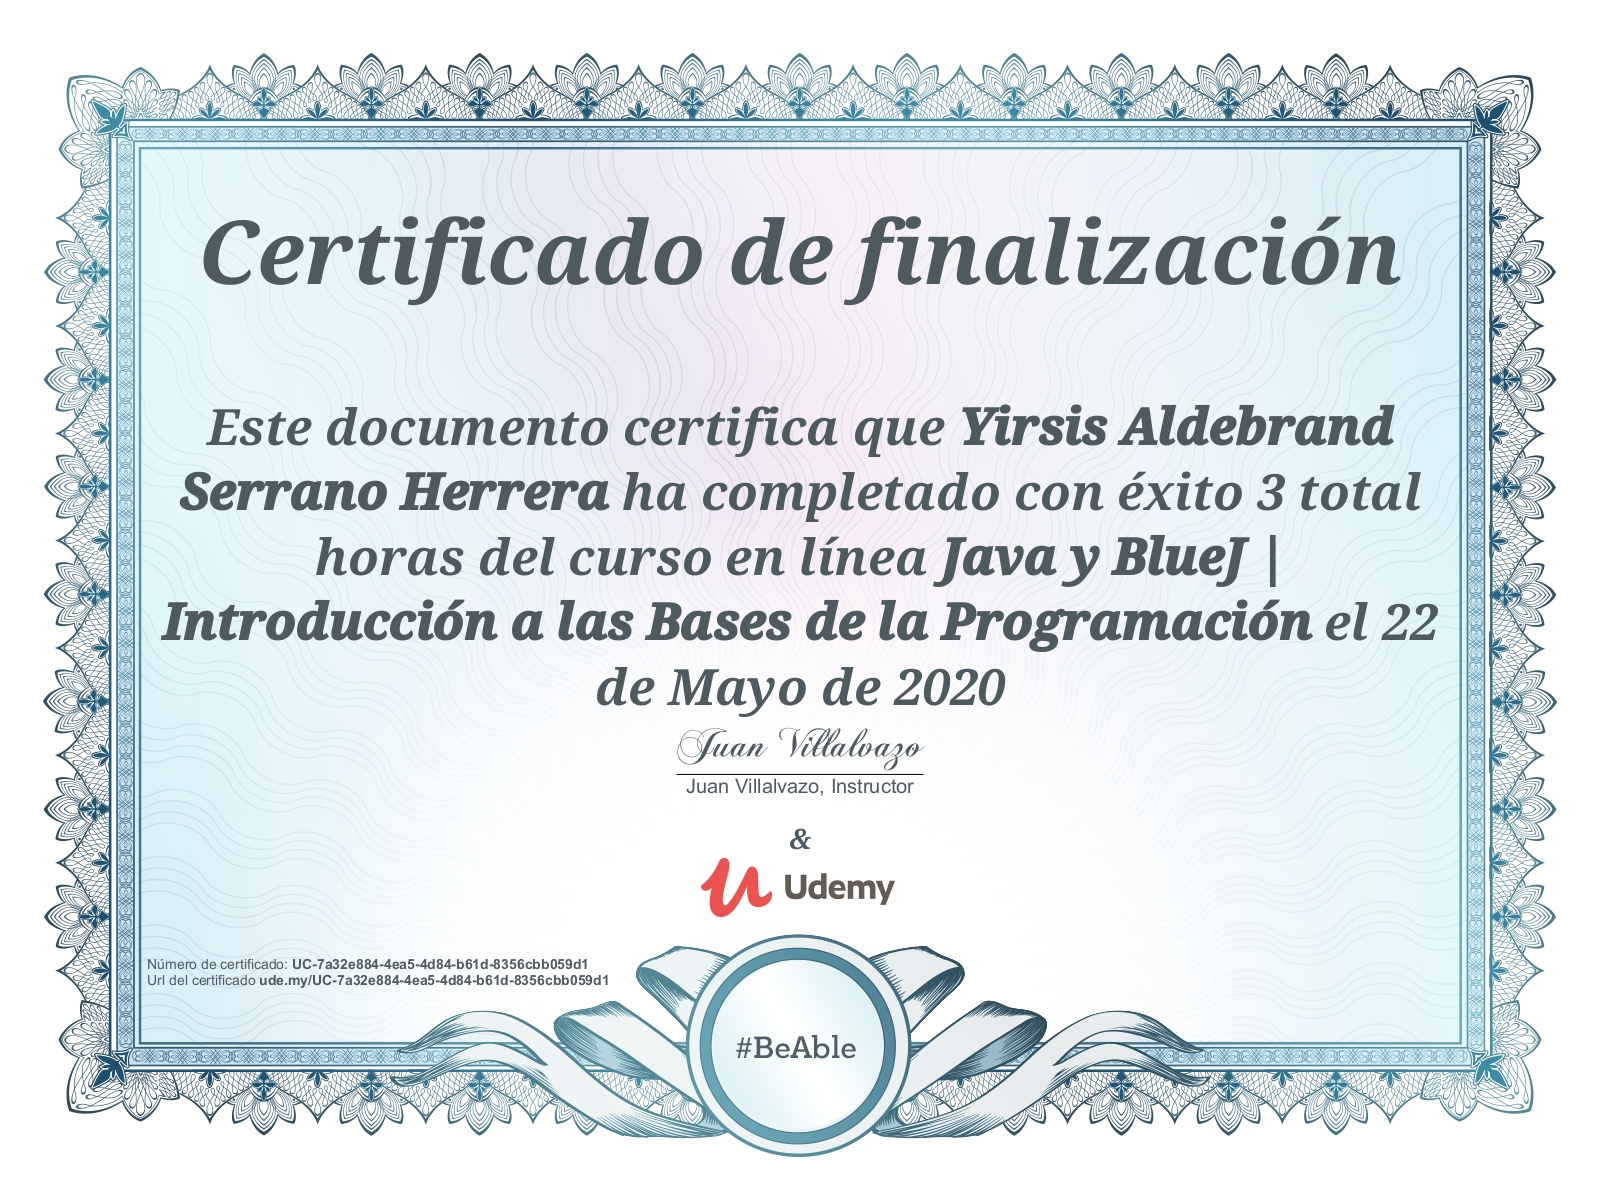 Certificado de finalización
Este documento certifica que Yirsis Aldebrand
Serrano Herrera ha completado con éxito 3 total
horas del curso en línea Java y BlueJ |
Introducción a las Bases de la Programación el 22
de Mayo de 2020
Juan Villalvazo
Juan Villalvazo, Instructor
&
Udemy
Número de certificado: UC-7a32e884-4ea5-4d84-b61d-8356cbb059d1
Url del certificado ude.my/UC-7a32e884-4ea5-4d84-b61d-8356cbb059d1
#BeAble